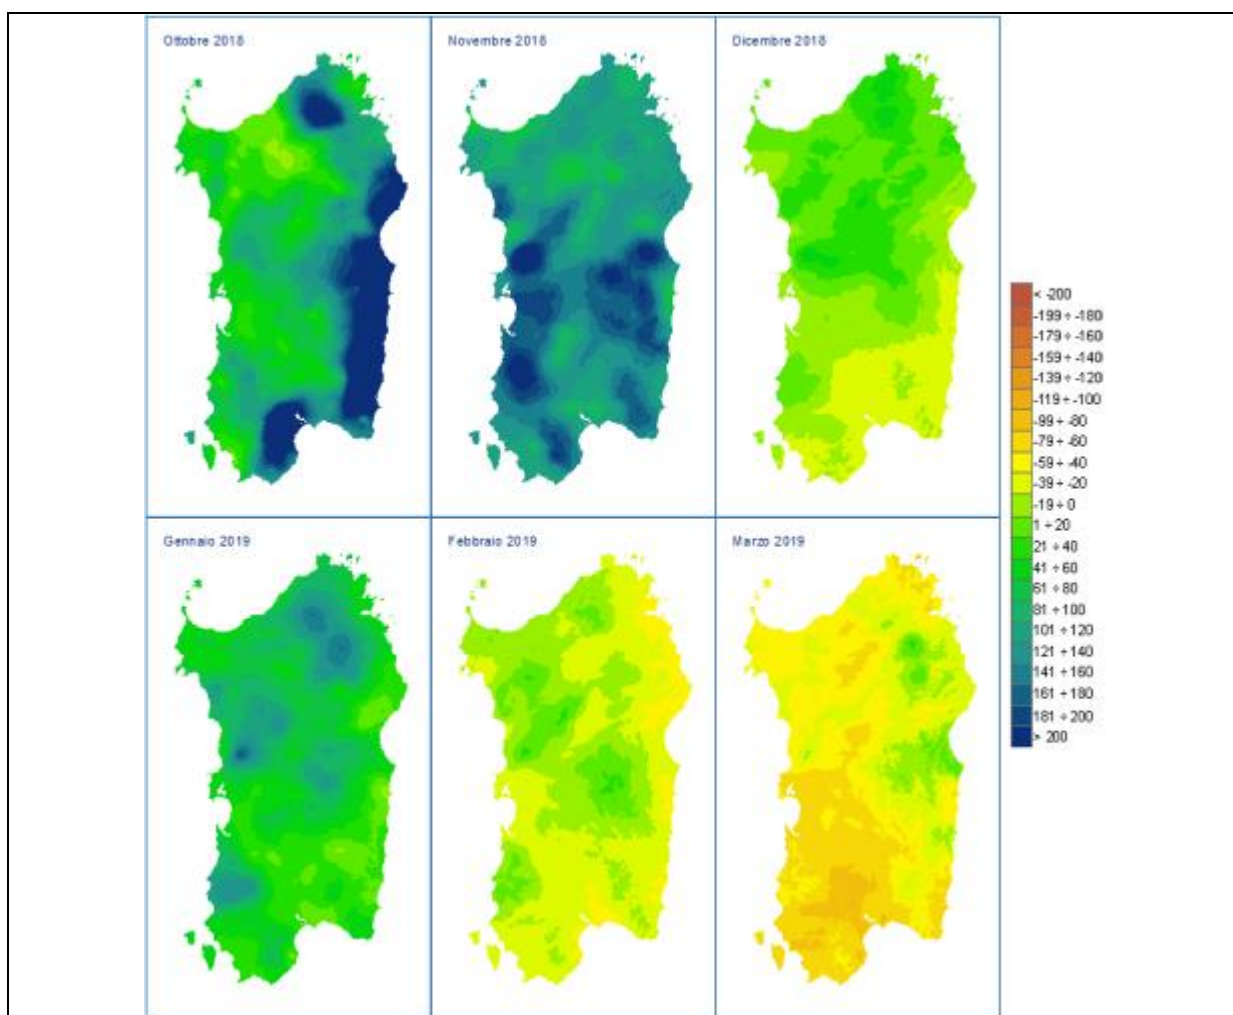 Ottobre 2018
Novembre 2018
Dicembre 2018
< -200
-199 ÷ -180
-179 ÷ -160
-159 ÷ -140
-139 ÷ -120
-119 ÷ -100
-99 ÷ -80
-79 ÷ -60
-59 ÷ -40
-39 ÷ -20
-19 ÷ 0
1 ÷ 20
21 ÷ 40
41 ÷ 60
61 ÷ 80
81 ÷ 100
101 ÷ 120
121 ÷ 140
141 ÷ 160
161 ÷ 180
181 ÷ 200
> 200
Gennaio 2019
Febbraio 2019
Marzo 2019